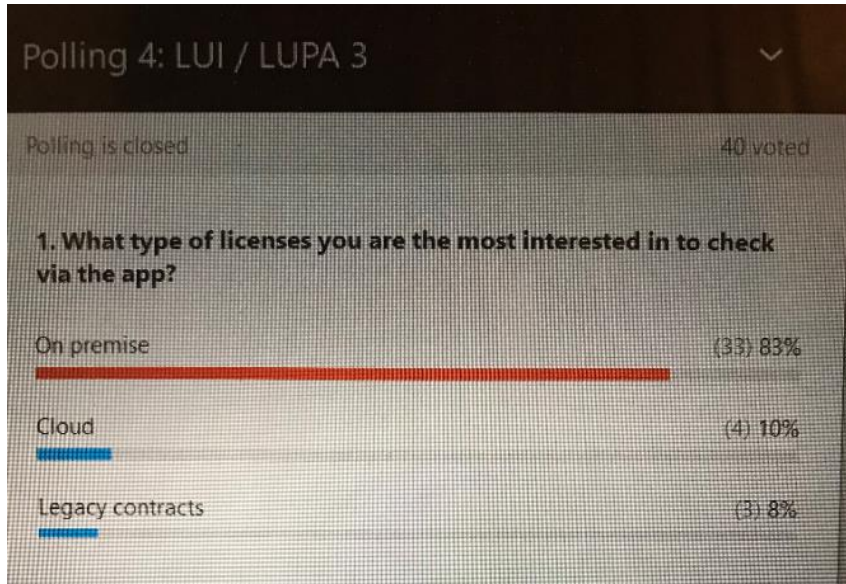 Polling 4: LUI / LUPA 3
Polling is closed 40 voted
1. What type of licenses you are the most interested in to check
via the app?
On premise (33) 83%
Cloud (4) 10%
Legacy contracts (3) 8%